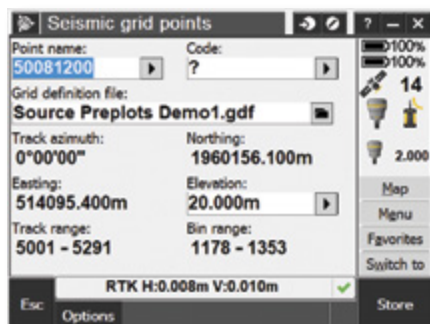 Seismic grid points ? – ×
Point name: Code: 100%
50081200 ? 100%
Grid definition file: 14
Source Preplots Demo1.gdf
Track azimuth: Northing:
0°00'00" 1960156.100m 2.000
Easting: Elevation: Map
514095.400m 20.000m Menu
Track range: Bin range: Favorites
5001 - 5291 1178 - 1353 Switch to
RTK H:0.008m V:0.010m
Esc Options Store